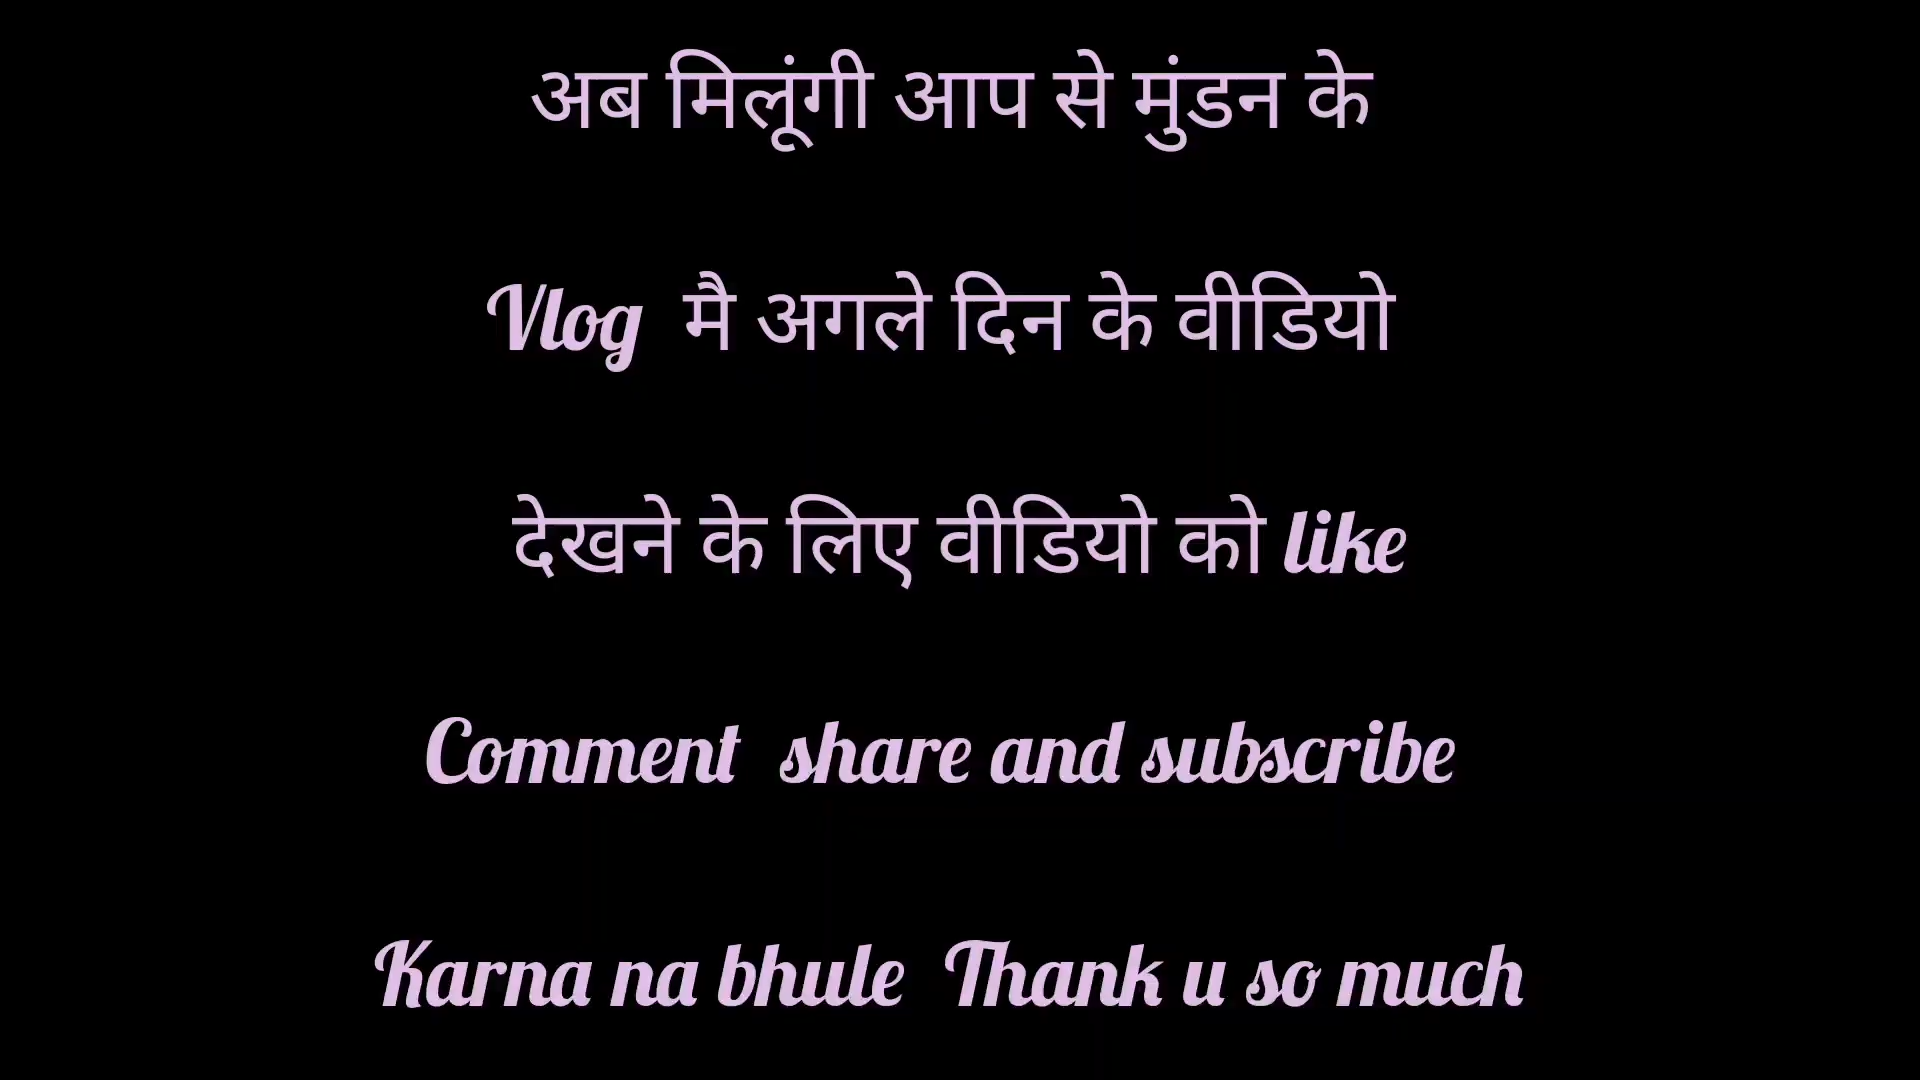 अब मिलूंगी आप से मुंडन के
Vlog मै अगले दिन के वीडियो
देखने के लिए वीडियो को like
Comment share and subscribe
Karna na bhule Thank u so much